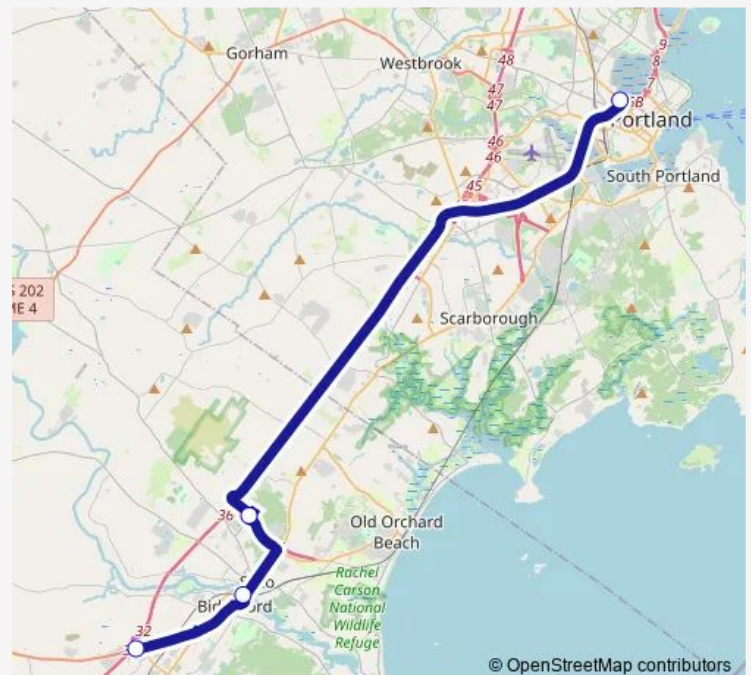 Gorham
Westbrook
48
9
8
7
47
47
46
46
45
Portland
South Portland
S 202
ME 4
Scarborough
36
Old Orchard
Beach
Rachel
Carson
National
Wildlife
Refuge
32
© OpenStreetMap contributors